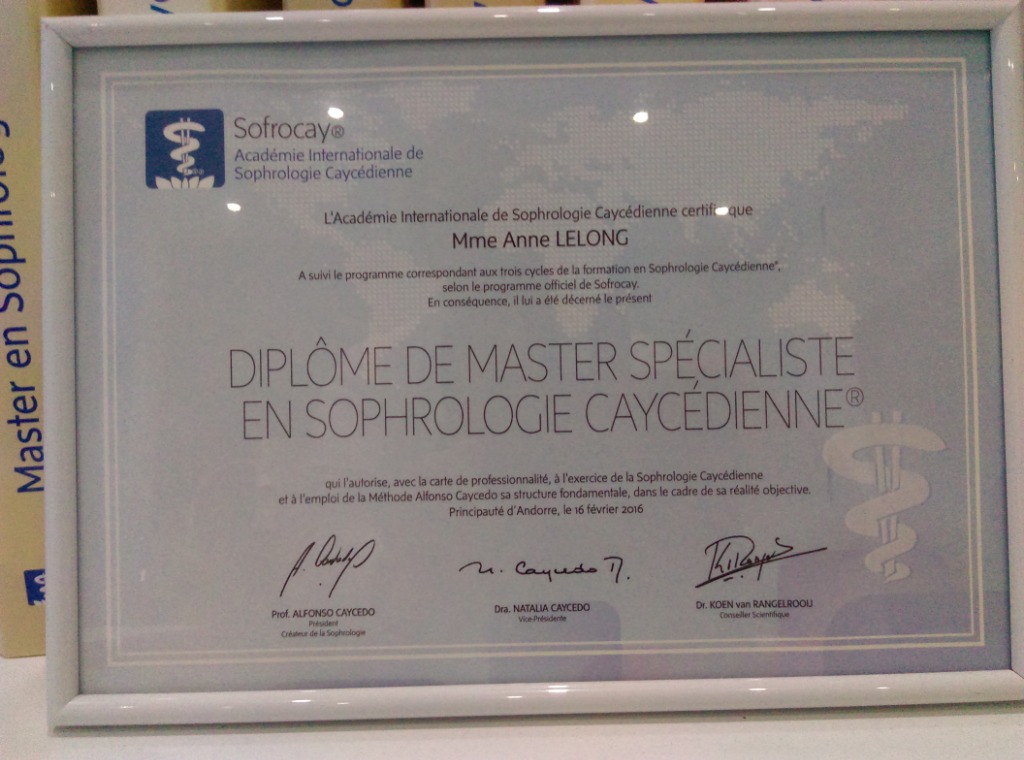 Sofrocay®
Académie Internationale de
Sophrologie Caycédienne
L'Académie Internationale de Sophrologie Caycédienne certifie que
Mme Anne LELONG
A suivi le programme correspondant aux trois cycles de la formation en Sophrologie Caycédienne®,
selon le programme officiel de Sofrocay.
En conséquence, il lui a été décerné le présent
DIPLÔME DE MASTER SPÉCIALISTE
EN SOPHROLOGIE CAYCÉDIENNE®
qui l'autorise, avec la carte de professionnalité, à l'exercice de la Sophrologie Caycédienne
et à l'emploi de la Méthode Alfonso Caycedo sa structure fondamentale, dans le cadre de sa réalité objective.
Principauté d'Andorre, le 16 février 2016
N. Caycedo
Prof. ALFONSO CAYCEDO
Président
Créateur de la Sophrologie
Dra. NATALIA CAYCEDO
Vice-Présidente
Dr. KOEN van RANGELROOIJ
Conseiller Scientifique
Master en Sophrolog